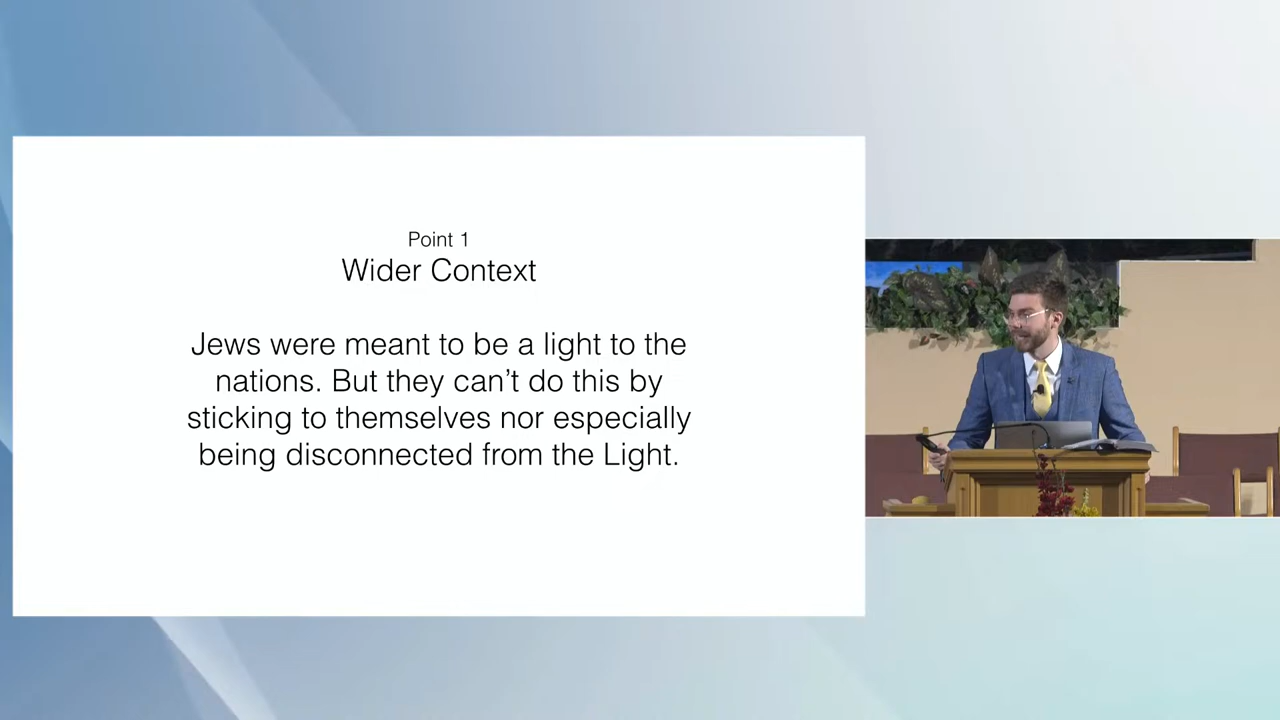 Point 1
Wider Context
Jews were meant to be a light to the
nations. But they can’t do this by
sticking to themselves nor especially
being disconnected from the Light.